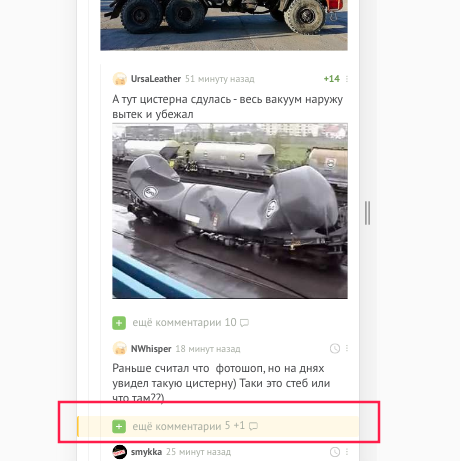 UrsaLeather 51 минуту назад +14
А тут цистерна сдулась - весь вакуум наружу
вытек и убежал
ещё комментарии 10
NWhisper 18 минут назад
Раньше считал что фотошоп, но на днях
увидел такую цистерну) Таки это стеб или
что там??)
ещё комментарии 5 +1
smykka 25 минут назад